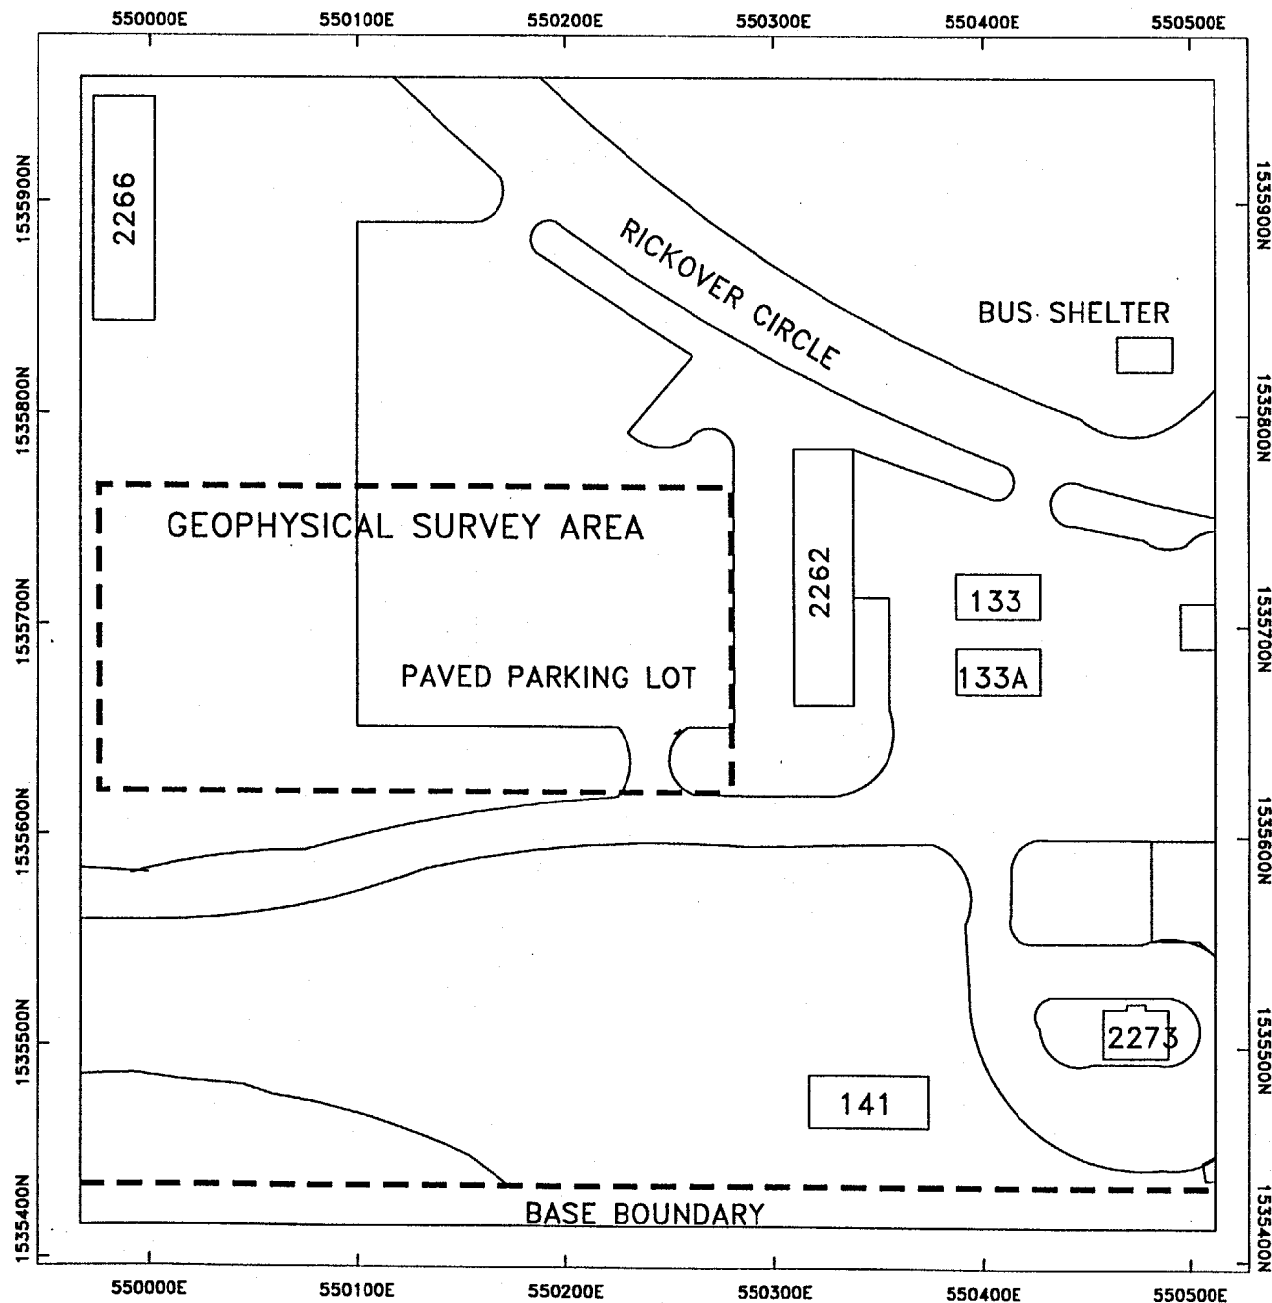 550000E 550100E 550200E 550300E 550400E 550500E
1535900N
1535900N
2266
RICKOVER CIRCLE
BUS SHELTER
1535800N
1535800N
GEOPHYSICAL SURVEY AREA
2262
133
1535700N
1535700N
PAVED PARKING LOT
133A
1535600N
1535600N
1535500N
1535500N
2273
141
1535400N
1535400N
BASE BOUNDARY
550000E 550100E 550200E 550300E 550400E 550500E